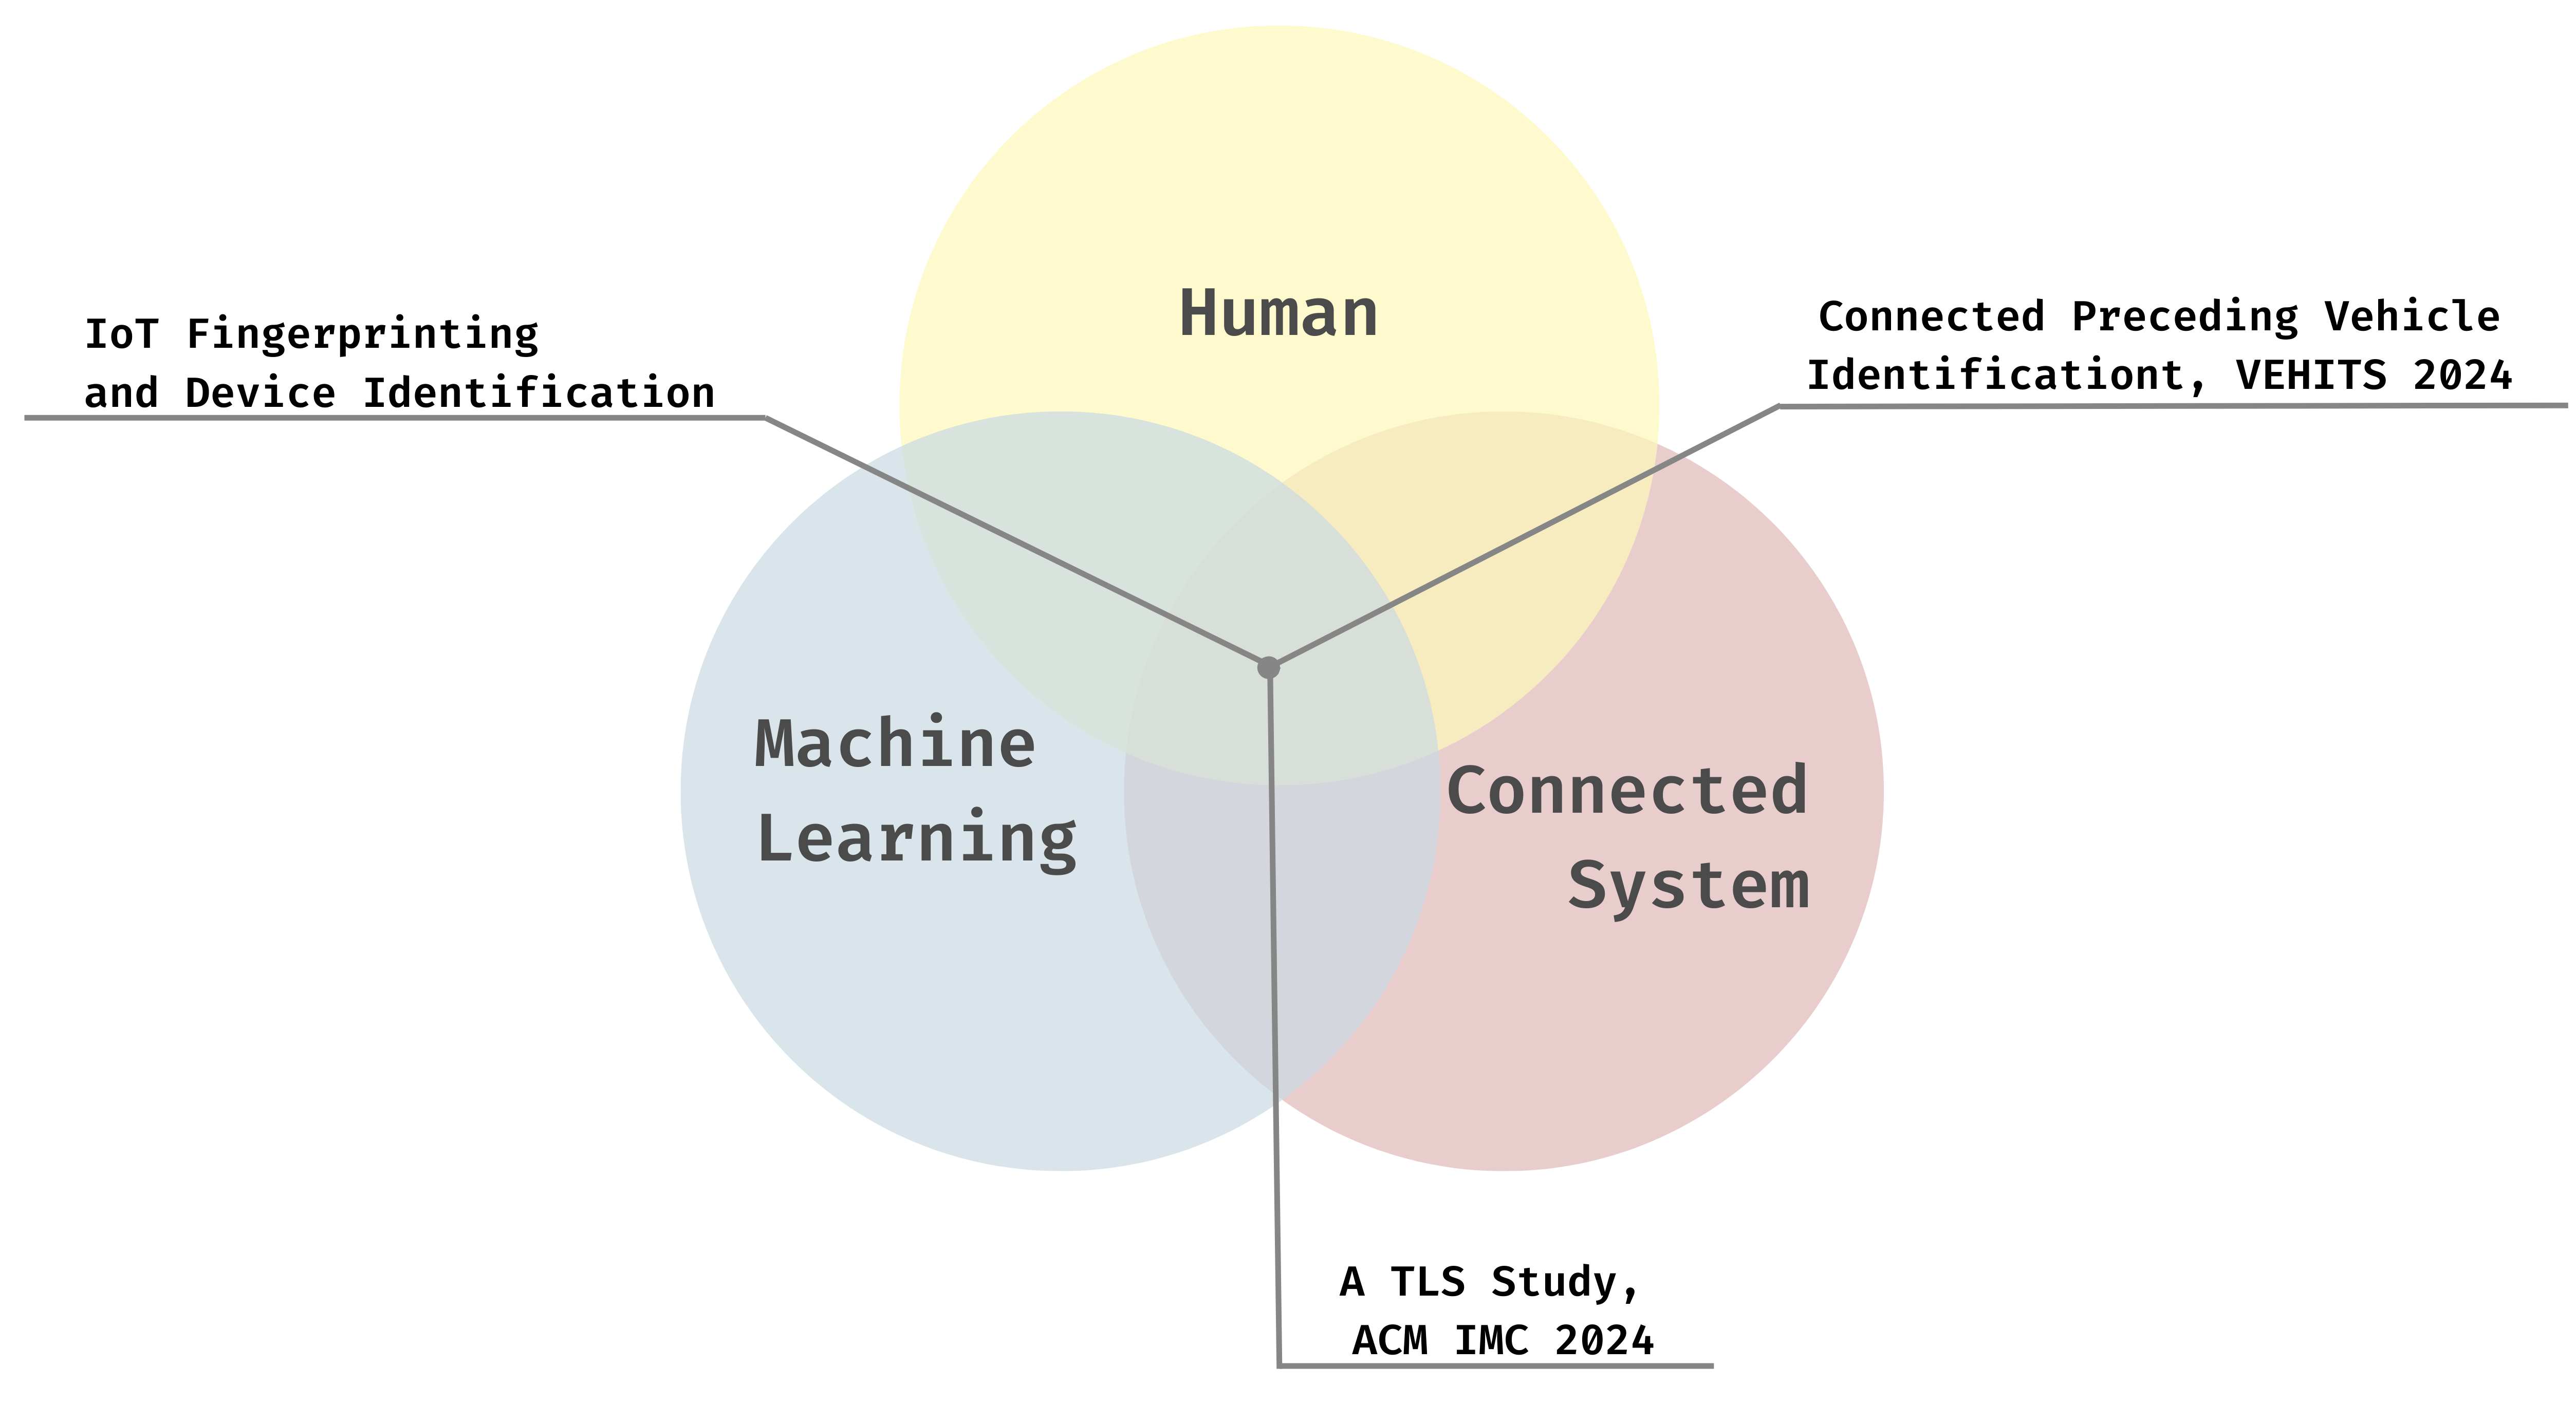 Human
IoT Fingerprinting
and Device Identification
Connected Preceding Vehicle
Identificationt, VEHITS 2024
Machine
Learning
Connected
System
A TLS Study,
ACM IMC 2024